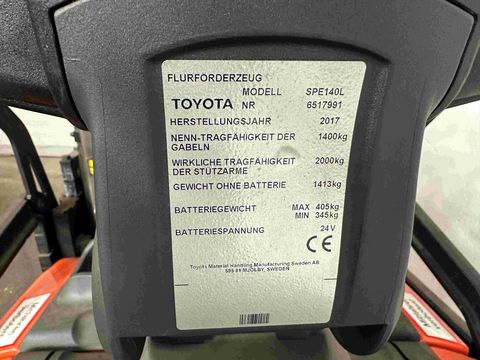 FLURFÖRDERZEUG
MODELL SPE140L
TOYOTA NR 6517991
HERSTELLUNGSJAHR 2017
NENN-TRAGFÄHIGKEIT DER GABELN 1400kg
WIRKLICHE TRAGFÄHIGKEIT DER STÜTZARME 2000kg
GEWICHT OHNE BATTERIE 1413kg
BATTERIEGEWICHT MAX 405kg
MIN 345kg
BATTERIESPANNUNG 24V
CE
Toyota Material Handling Manufacturing Sweden AB
595 81 MJÖLBY, SWEDEN